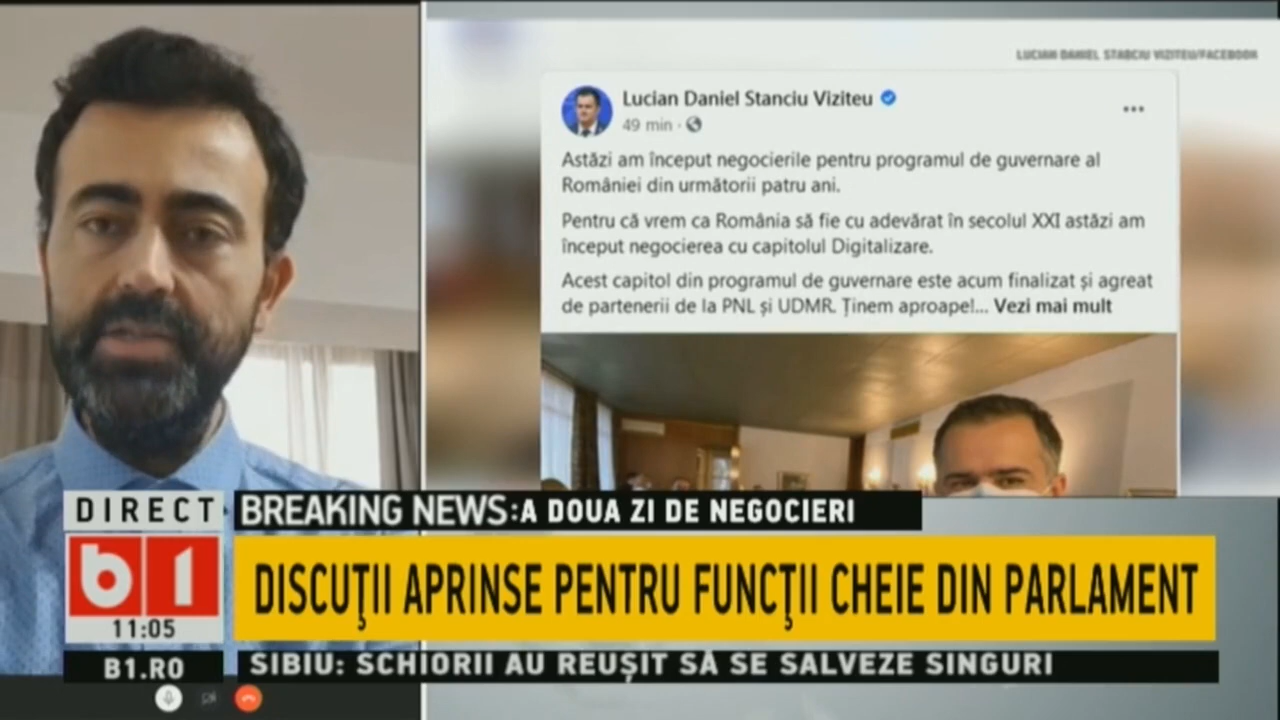 LUCIAN DANIEL STANCIU VIZITEU/FACEBOOK
Lucian Daniel Stanciu Viziteu
49 min ·
Astăzi am început negocierile pentru programul de guvernare al
României din următorii patru ani.
Pentru că vrem ca România să fie cu adevărat în secolul XXI astăzi am
început negocierea cu capitolul Digitalizare.
Acest capitol din programul de guvernare este acum finalizat și agreat
de partenerii de la PNL și UDMR. Ținem aproape!... Vezi mai mult
DIRECT
BREAKING NEWS: A DOUA ZI DE NEGOCIERI
b1
DISCUŢII APRINSE PENTRU FUNCŢII CHEIE DIN PARLAMENT
11:05
B1.RO
SIBIU: SCHIORII AU REUŞIT SĂ SE SALVEZE SINGURI